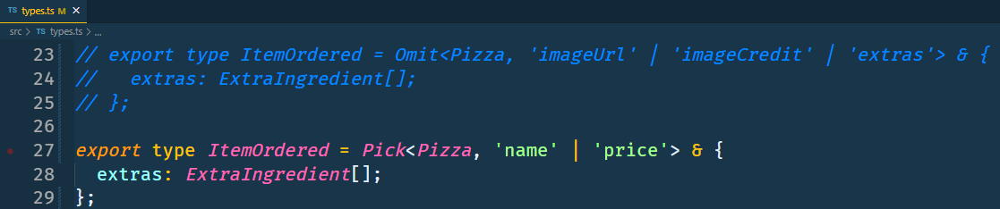 TS types.ts M ×
src > TS types.ts > ...
23 // export type ItemOrdered = Omit<Pizza, 'imageUrl' | 'imageCredit' | 'extras'> & {
24 //   extras: ExtraIngredient[];
25 // };
26
27 export type ItemOrdered = Pick<Pizza, 'name' | 'price'> & {
28   extras: ExtraIngredient[];
29 };